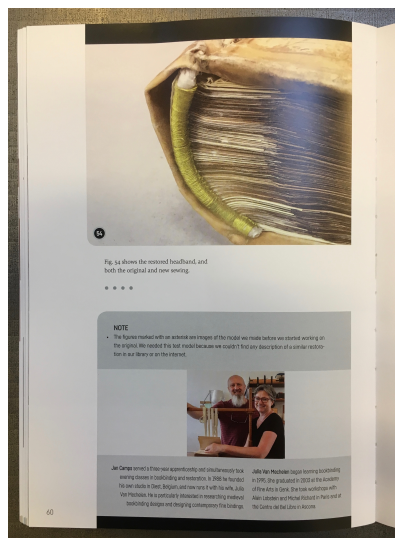 54
Fig. 54 shows the restored headband, and
both the original and new sewing.
NOTE
• The figures marked with an asterisk are images of the model we made before we started working on
the original. We needed this test model because we couldn't find any description of a similar restora-
tion in our library or on the internet.
Jan Camps served a three-year apprenticeship and simultaneously took
evening classes in bookbinding and restoration. In 1988 he founded
his own studio in Diest, Belgium, and now runs it with his wife, Julia
Van Mechelen. He is particularly interested in researching medieval
bookbinding designs and designing contemporary fine bindings.
Julia Van Mechelen began learning bookbinding
in 1995. She graduated in 2003 at the Academy
of Fine Arts in Genk. She took workshops with
Alain Lobstein and Michel Richard in Paris and at
the Centro del Bel Libro in Ascona.
60